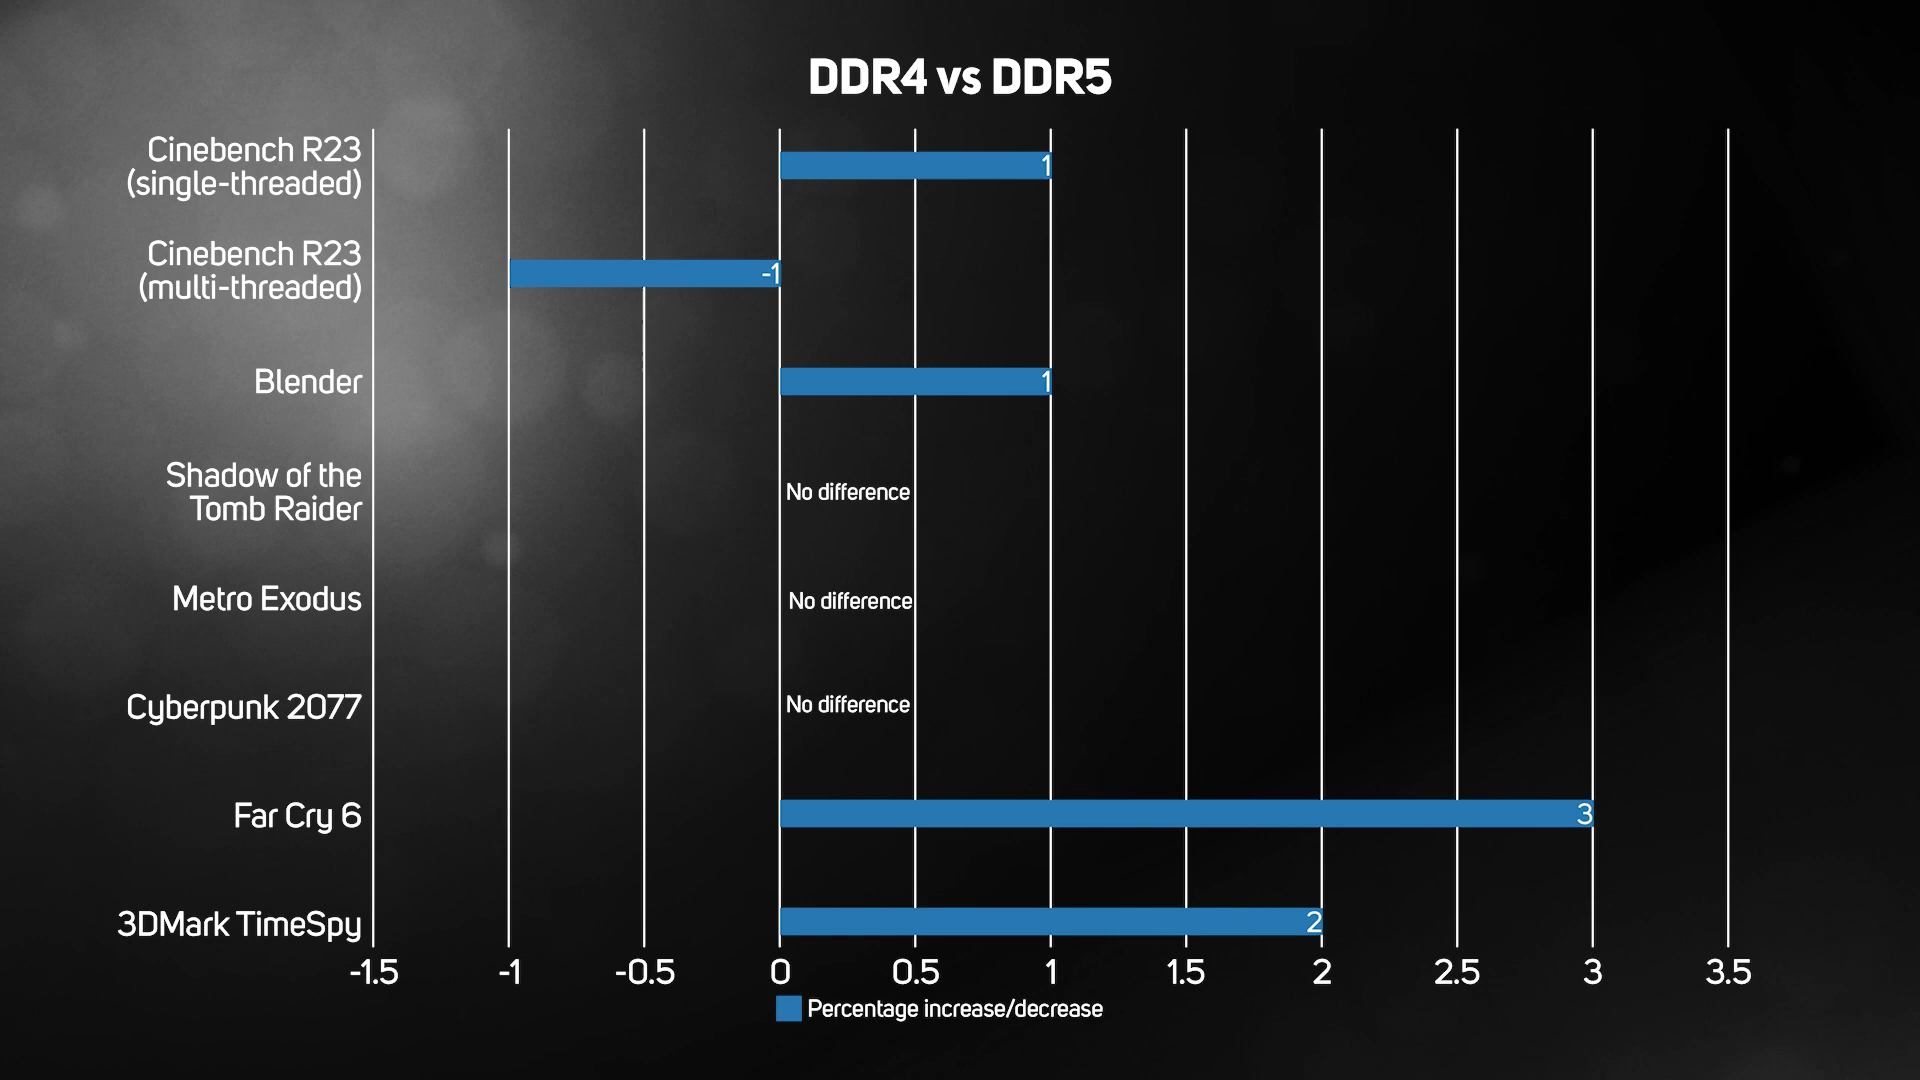 DDR4 vs DDR5
Cinebench R23
(single-threaded)
1
Cinebench R23
(multi-threaded)
-1
Blender
1
Shadow of the
Tomb Raider
No difference
Metro Exodus
No difference
Cyberpunk 2077
No difference
Far Cry 6
3
3DMark TimeSpy
2
-1.5 -1 -0.5 0 0.5 1 1.5 2 2.5 3 3.5
Percentage increase/decrease